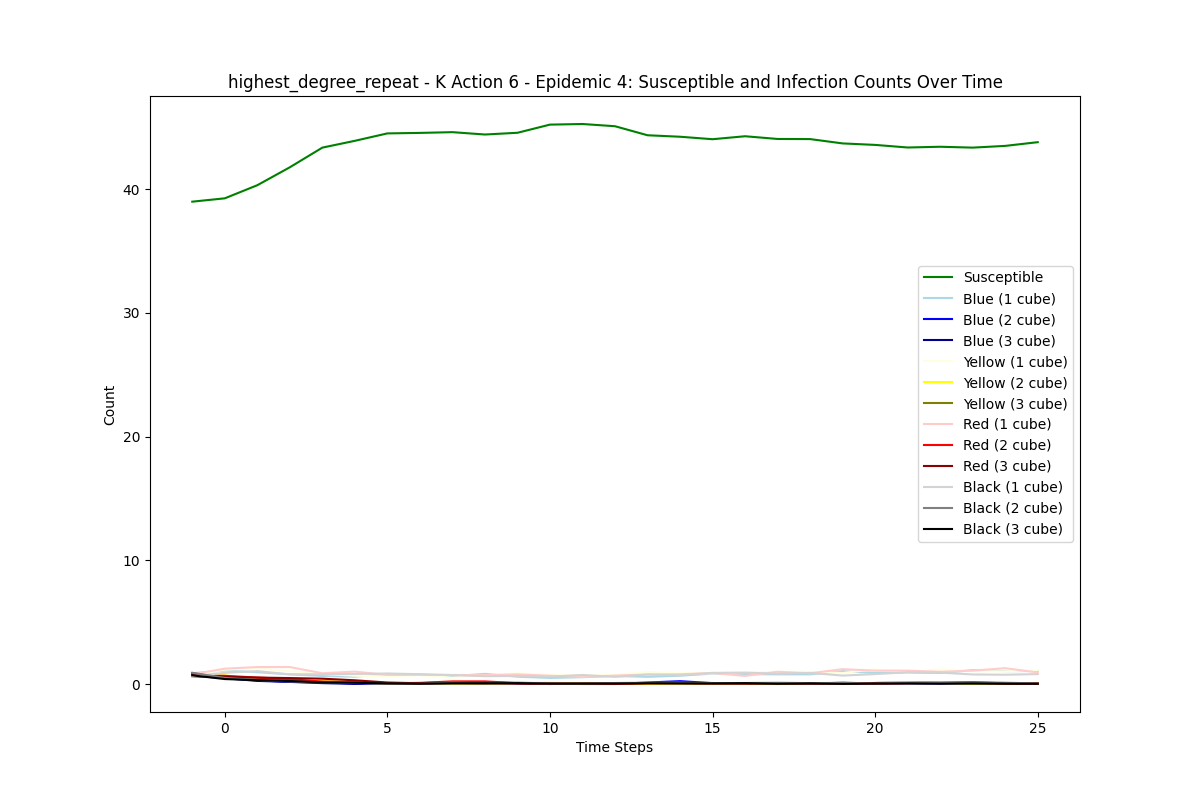 highest_degree_repeat - K Action 6 - Epidemic 4: Susceptible and Infection Counts Over Time
Count
40
30
20
10
0
Susceptible
Blue (1 cube)
Blue (2 cube)
Blue (3 cube)
Yellow (1 cube)
Yellow (2 cube)
Yellow (3 cube)
Red (1 cube)
Red (2 cube)
Red (3 cube)
Black (1 cube)
Black (2 cube)
Black (3 cube)
0 5 10 15 20 25
Time Steps